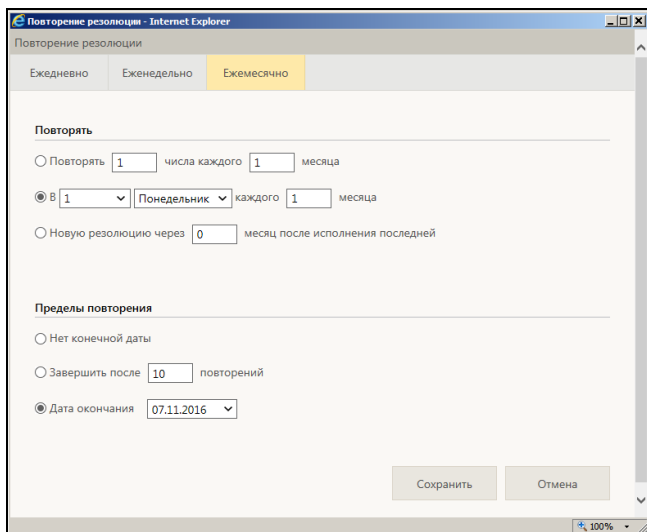 Повторение резолюции - Internet Explorer
Повторение резолюции
Ежедневно Еженедельно Ежемесячно
Повторять
Повторять 1 числа каждого 1 месяца
В 1 Понедельник каждого 1 месяца
Новую резолюцию через 0 месяц после исполнения последней
Пределы повторения
Нет конечной даты
Завершить после 10 повторений
Дата окончания 07.11.2016
Сохранить Отмена
100%